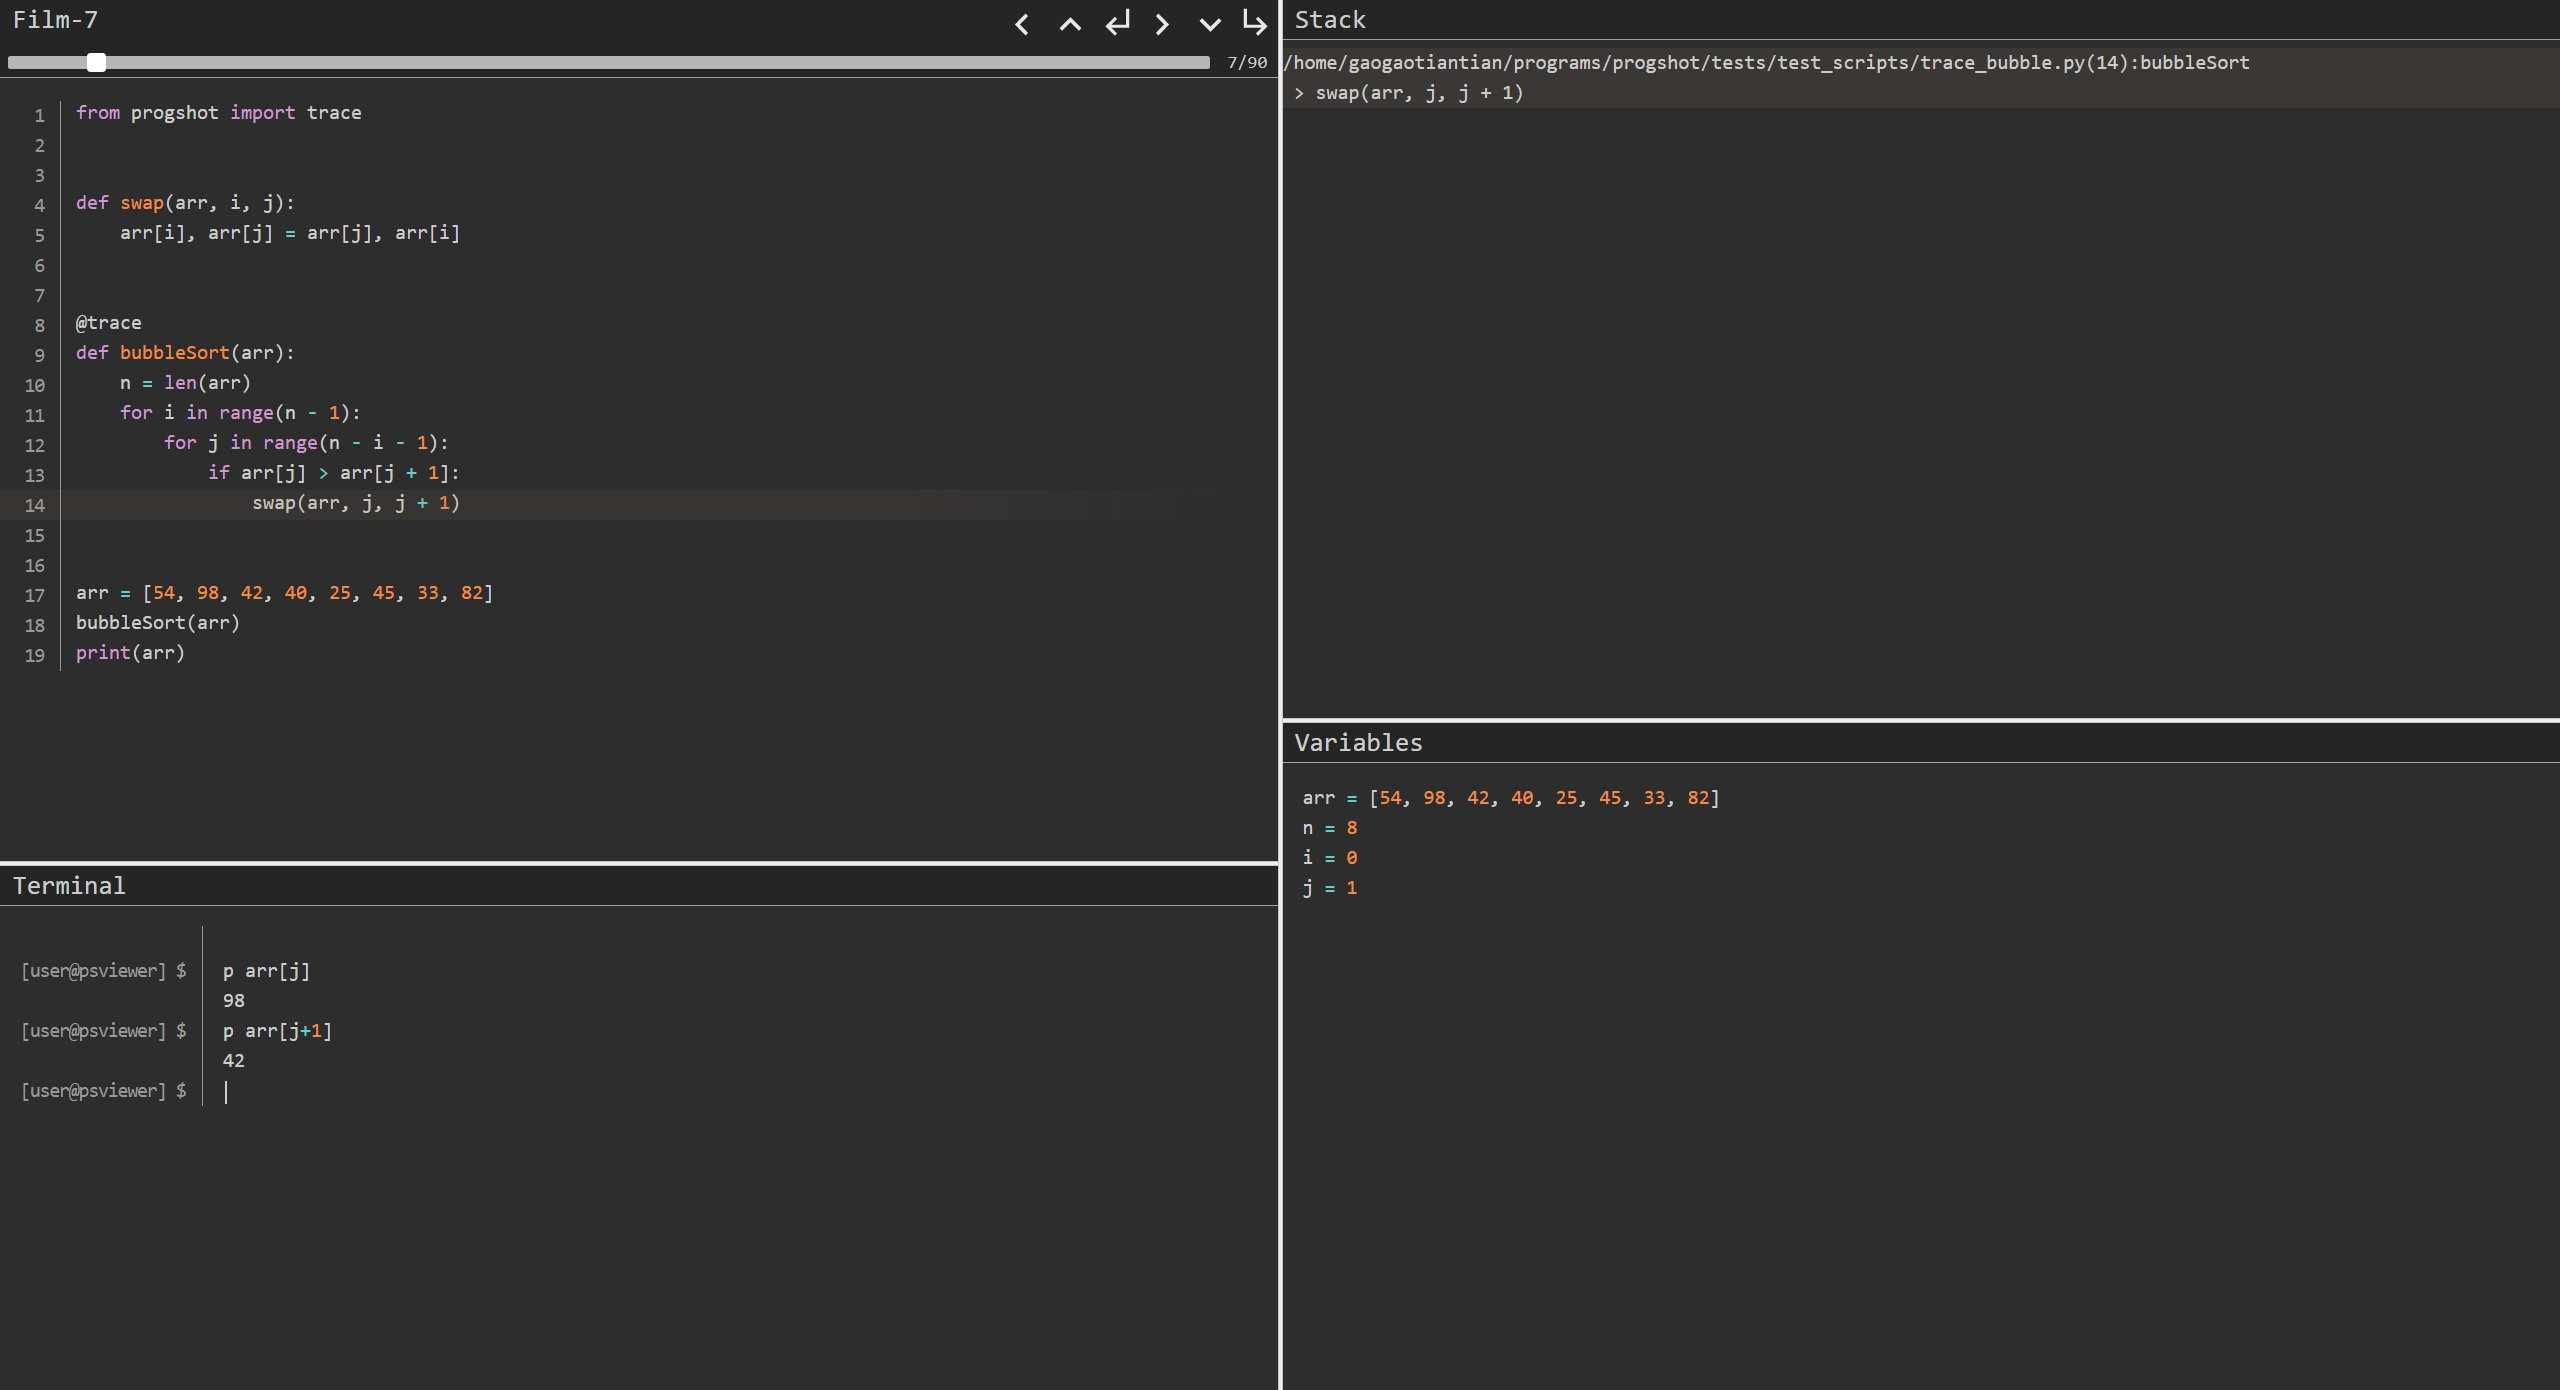 Film-7
7/90
1 from progshot import trace
2
3
4 def swap(arr, i, j):
5     arr[i], arr[j] = arr[j], arr[i]
6
7
8 @trace
9 def bubbleSort(arr):
10     n = len(arr)
11     for i in range(n - 1):
12         for j in range(n - i - 1):
13             if arr[j] > arr[j + 1]:
14                 swap(arr, j, j + 1)
15
16
17 arr = [54, 98, 42, 40, 25, 45, 33, 82]
18 bubbleSort(arr)
19 print(arr)
Terminal
[user@psviewer] $ p arr[j]
98
[user@psviewer] $ p arr[j+1]
42
[user@psviewer] $
Stack
/home/gaogaotiantian/programs/progshot/tests/test_scripts/trace_bubble.py(14):bubbleSort
> swap(arr, j, j + 1)
Variables
arr = [54, 98, 42, 40, 25, 45, 33, 82]
n = 8
i = 0
j = 1